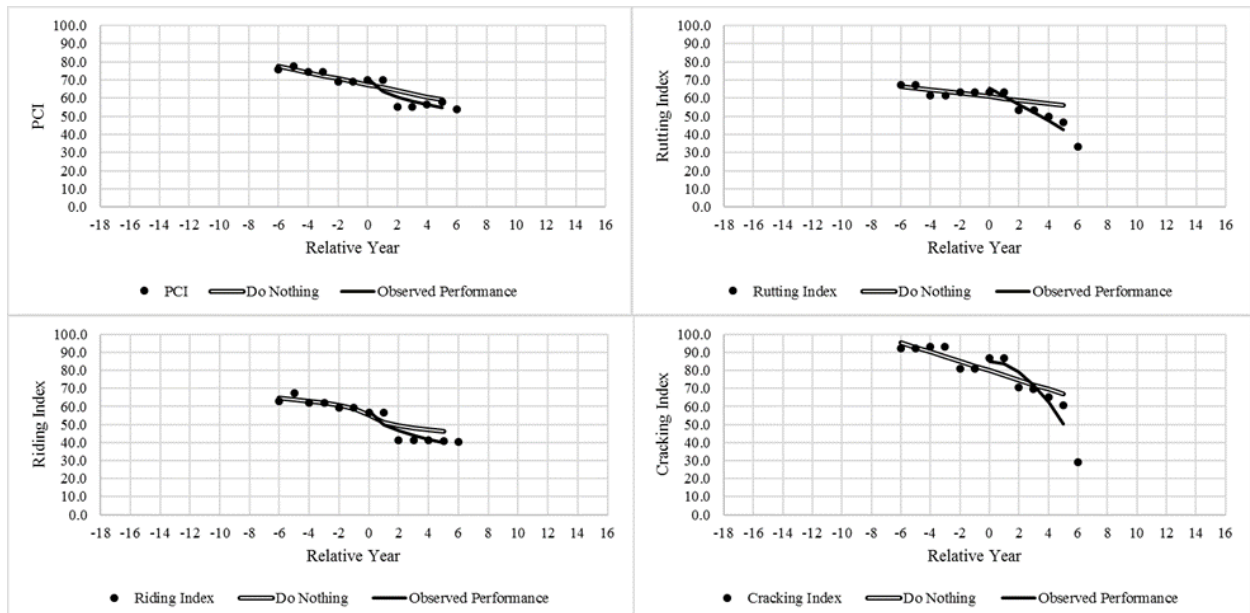 100.0
90.0
80.0
70.0
60.0
50.0
40.0
30.0
20.0
10.0
0.0
PCI
-18 -16 -14 -12 -10 -8 -6 -4 -2 0 2 4 6 8 10 12 14 16
Relative Year
PCI Do Nothing Observed Performance
100.0
90.0
80.0
70.0
60.0
50.0
40.0
30.0
20.0
10.0
0.0
Rutting Index
-18 -16 -14 -12 -10 -8 -6 -4 -2 0 2 4 6 8 10 12 14 16
Relative Year
Rutting Index Do Nothing Observed Performance
100.0
90.0
80.0
70.0
60.0
50.0
40.0
30.0
20.0
10.0
0.0
Riding Index
-18 -16 -14 -12 -10 -8 -6 -4 -2 0 2 4 6 8 10 12 14 16
Relative Year
Riding Index Do Nothing Observed Performance
100.0
90.0
80.0
70.0
60.0
50.0
40.0
30.0
20.0
10.0
0.0
Cracking Index
-18 -16 -14 -12 -10 -8 -6 -4 -2 0 2 4 6 8 10 12 14 16
Relative Year
Cracking Index Do Nothing Observed Performance